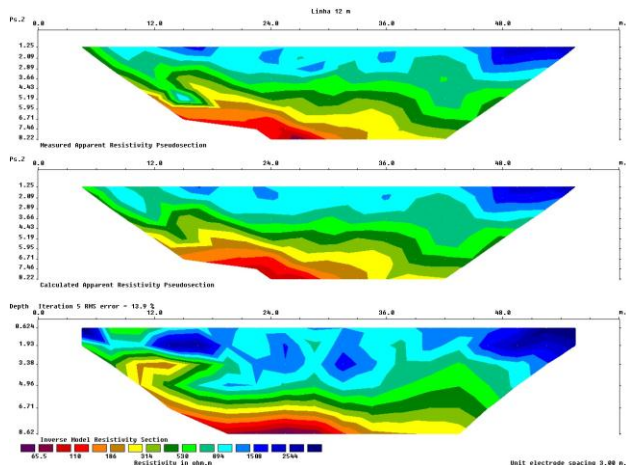 Linha 12 m
Ps.Z 0.0 12.0 24.0 36.0 48.0 m.
1.25
2.09
2.89
3.66
4.43
5.19
5.95
6.71
7.46
8.22
Measured Apparent Resistivity Pseudosection
Ps.Z 0.0 12.0 24.0 36.0 48.0 m.
1.25
2.09
2.89
3.66
4.43
5.19
5.95
6.71
7.46
8.22
Calculated Apparent Resistivity Pseudosection
Depth Iteration 5 RMS error = 13.9 %
0.0 12.0 24.0 36.0 48.0 m.
0.624
1.93
3.38
4.96
6.71
8.62
Inverse Model Resistivity Section
65.5 110 186 314 530 894 1508 2544
Resistivity in ohm.m
Unit electrode spacing 3.00 m.